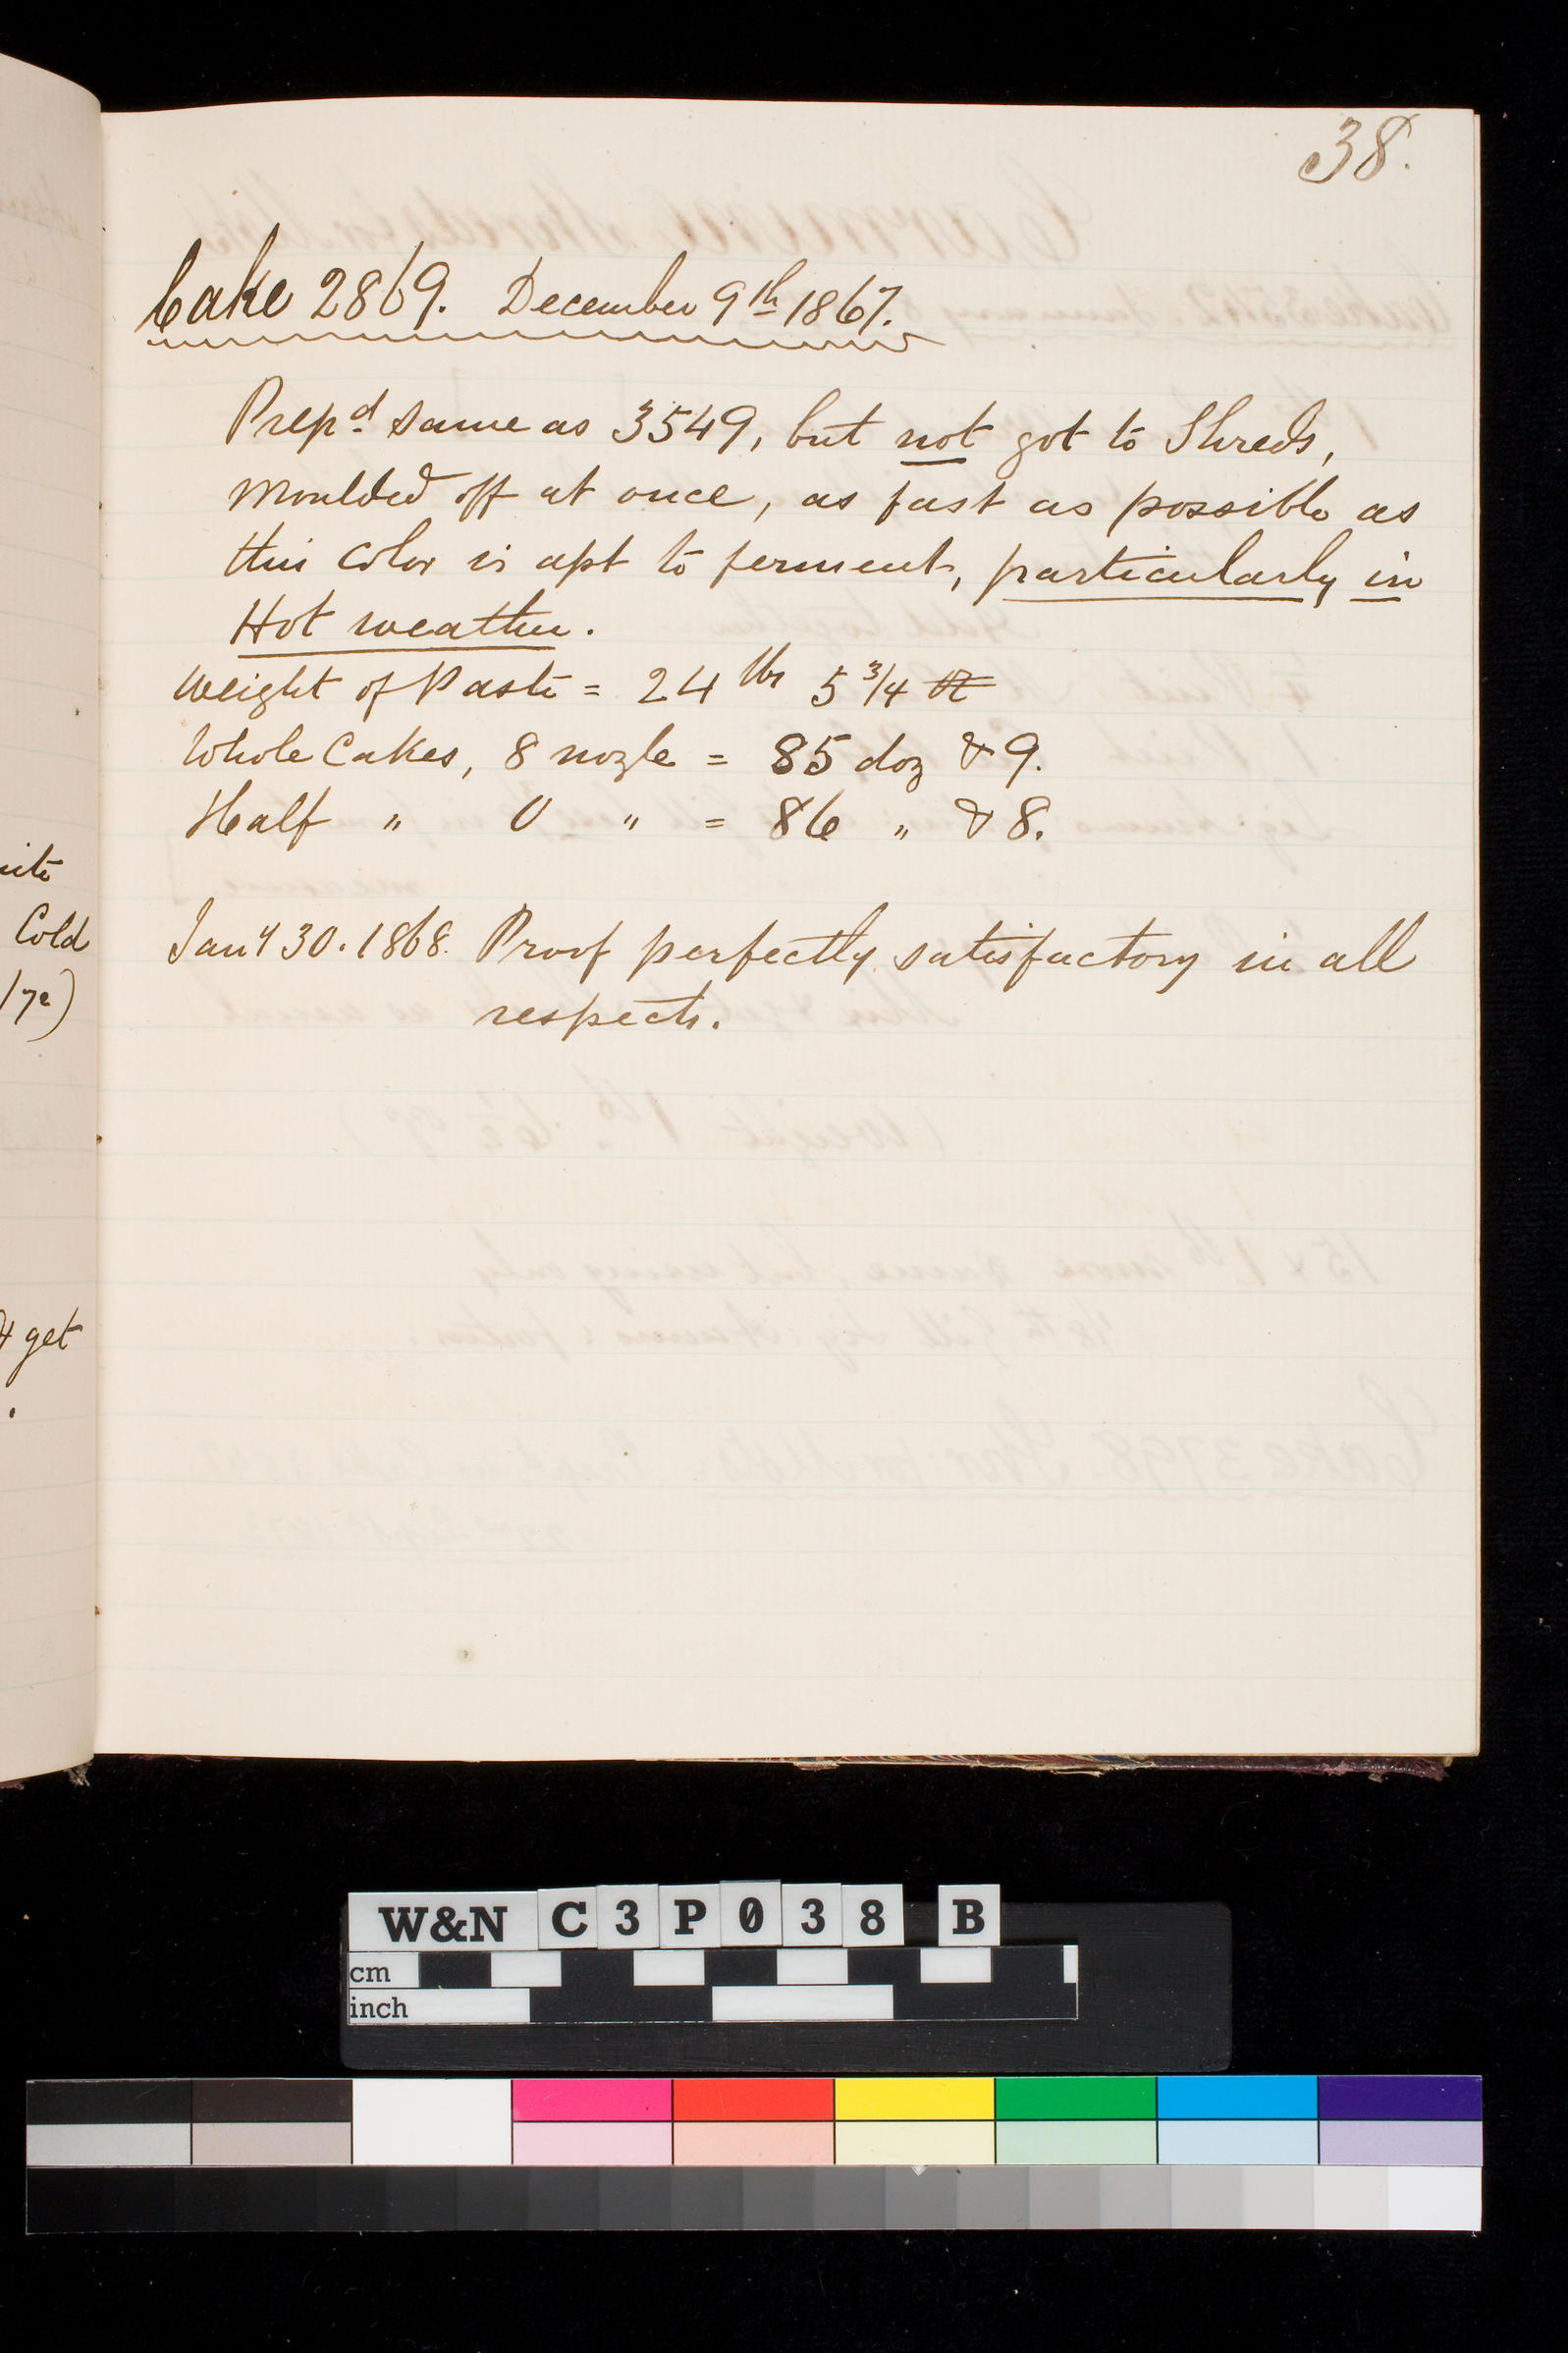 38.
Cake 2869. December 9th 1867.
Prepd same as 3549, but not got to Shreds,
moulded off at once, as fast as possible as
this color is apt to ferment, particularly in
Hot weather.
Weight of Paste = 24 lbs 5 3/4
Whole Cakes, 8 nozle = 85 doz & 9.
Half " 0 " = 86 " & 8.
Jany 30. 1868. Proof perfectly satisfactory in all
respects.
Cold
get
W&N C3P038 B
cm
inch